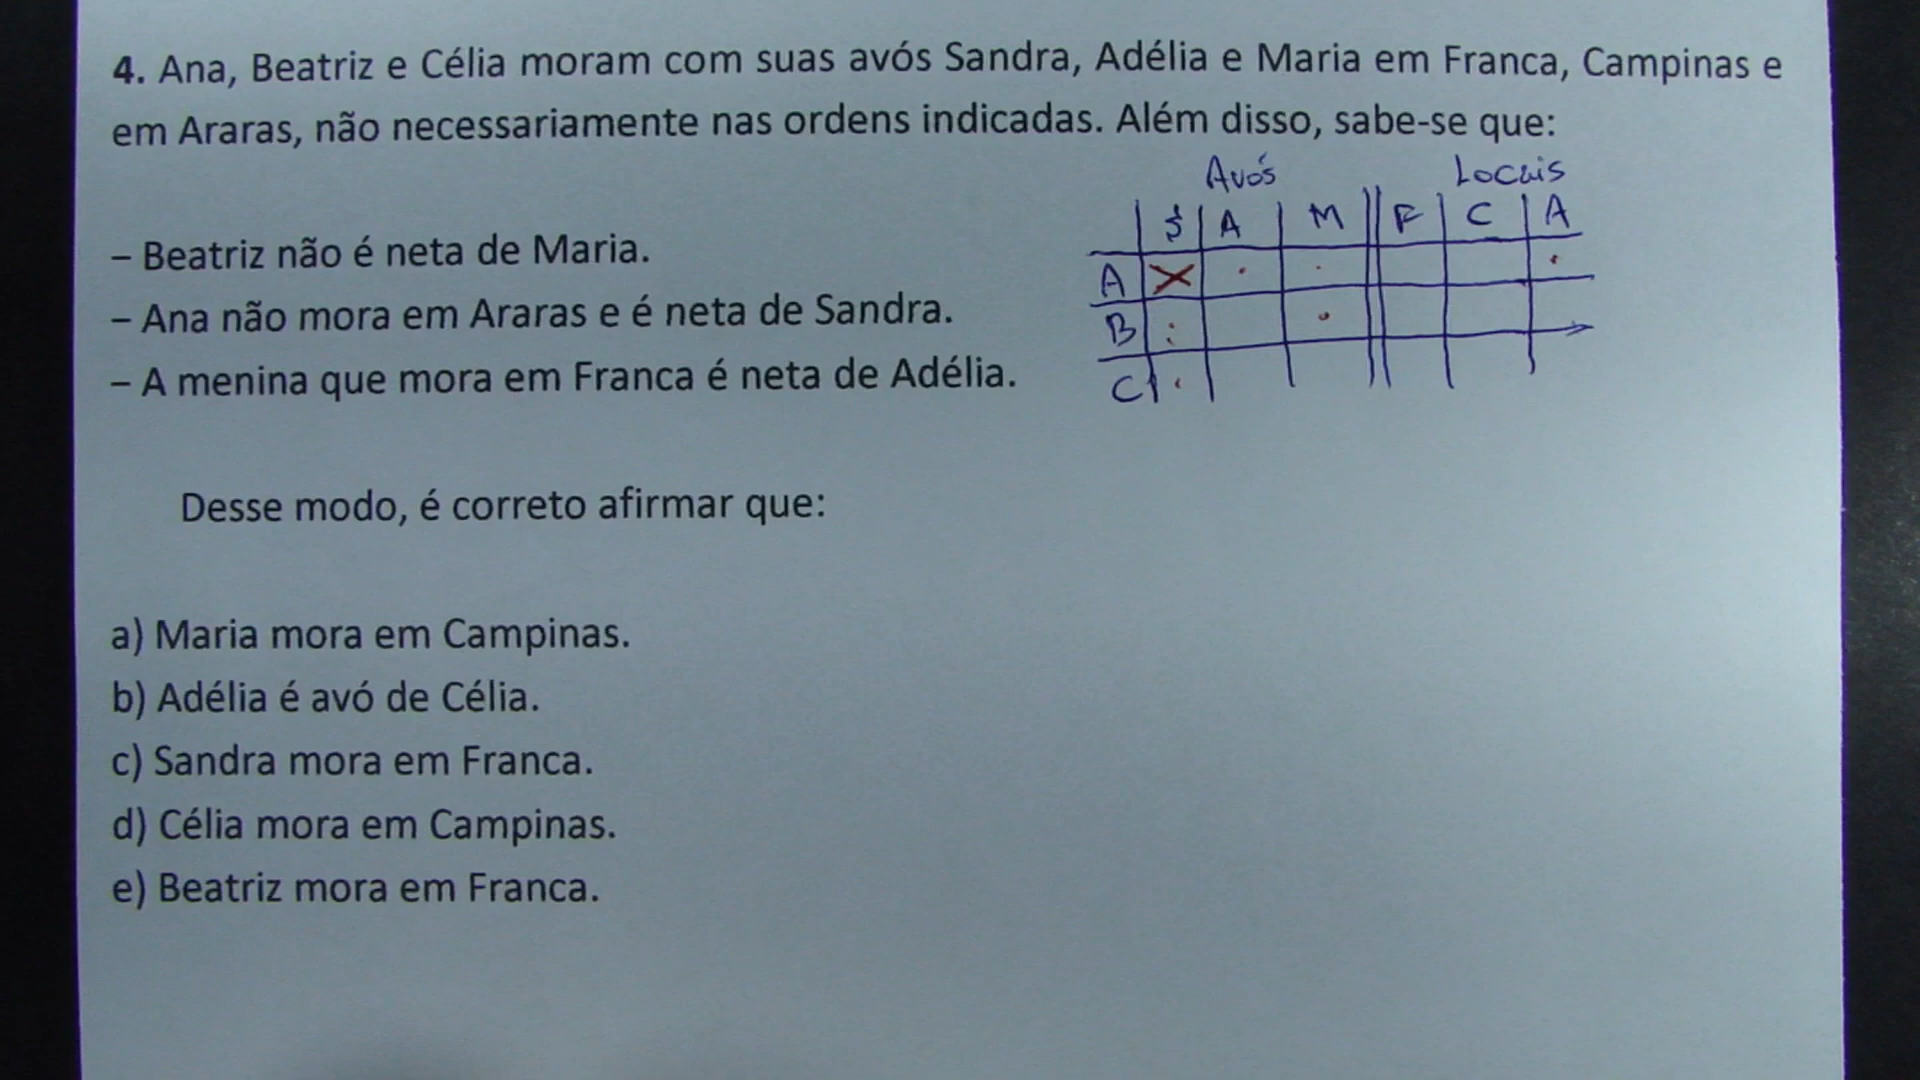 4. Ana, Beatriz e Célia moram com suas avós Sandra, Adélia e Maria em Franca, Campinas e
em Araras, não necessariamente nas ordens indicadas. Além disso, sabe-se que:
Avós Locais
S A M F C A
– Beatriz não é neta de Maria.
A X
– Ana não mora em Araras e é neta de Sandra.
B
– A menina que mora em Franca é neta de Adélia.
C
Desse modo, é correto afirmar que:
a) Maria mora em Campinas.
b) Adélia é avó de Célia.
c) Sandra mora em Franca.
d) Célia mora em Campinas.
e) Beatriz mora em Franca.